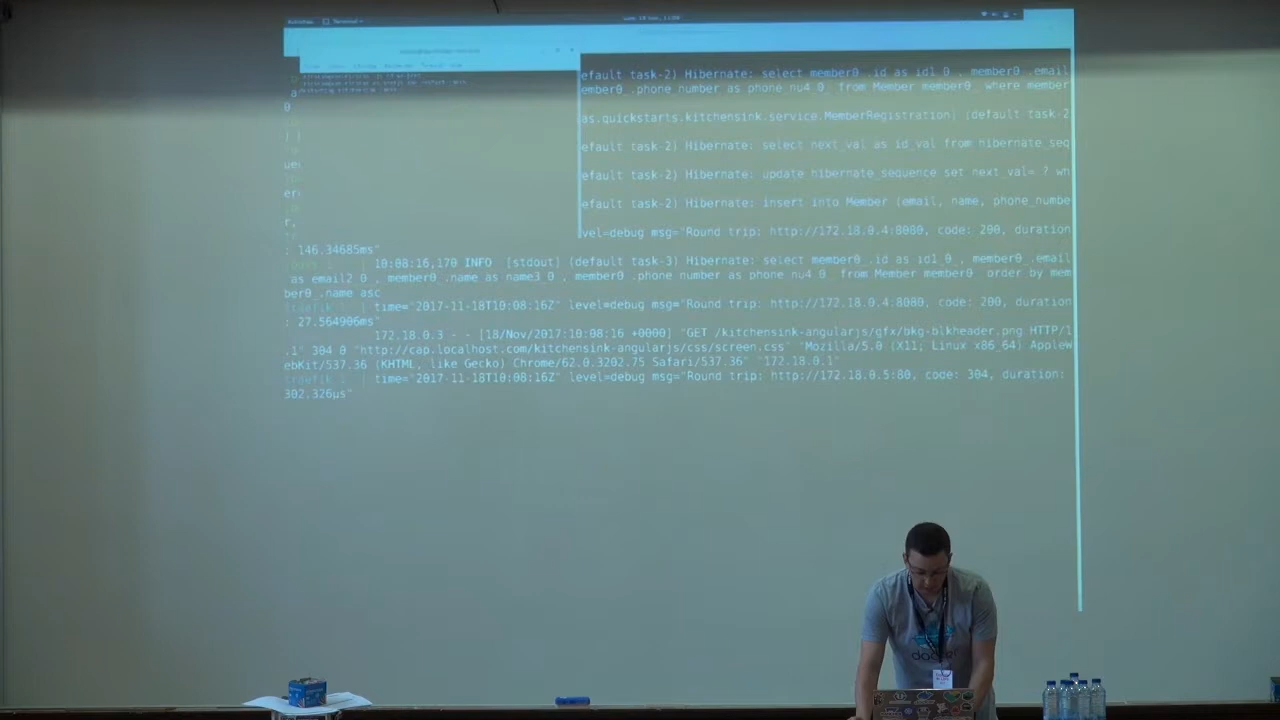 Terminal
efault task-2) Hibernate: select member0_.id as id1_0_, member0_.email
ember0_.phone_number as phone_nu4_0_ from Member member0_ where member
as.quickstarts.kitchensink.service.MemberRegistration) (default task-2
efault task-2) Hibernate: select next_val as id_val from hibernate_seq
efault task-2) Hibernate: update hibernate_sequence set next_val= ? wh
efault task-2) Hibernate: insert into Member (email, name, phone_numbe
vel=debug msg="Round trip: http://172.18.0.4:8080, code: 200, duration
: 146.34685ms"
| 10:08:16,170 INFO [stdout] (default task-3) Hibernate: select member0_.id as id1_0_, member0_.email
as email2_0_, member0_.name as name3_0_, member0_.phone_number as phone_nu4_0_ from Member member0_ order by mem
ber0_.name asc
| time="2017-11-18T10:08:16Z" level=debug msg="Round trip: http://172.18.0.4:8080, code: 200, duration
: 27.564906ms"
172.18.0.3 - - [18/Nov/2017:10:08:16 +0000] "GET /kitchensink-angularjs/gfx/bkg-blkheader.png HTTP/1
.1" 304 0 "http://cap.localhost.com/kitchensink-angularjs/css/screen.css" "Mozilla/5.0 (X11; Linux x86_64) AppleW
ebKit/537.36 (KHTML, like Gecko) Chrome/62.0.3202.75 Safari/537.36" "172.18.0.1"
traefik_1 | time="2017-11-18T10:08:16Z" level=debug msg="Round trip: http://172.18.0.5:80, code: 304, duration:
302.326µs"